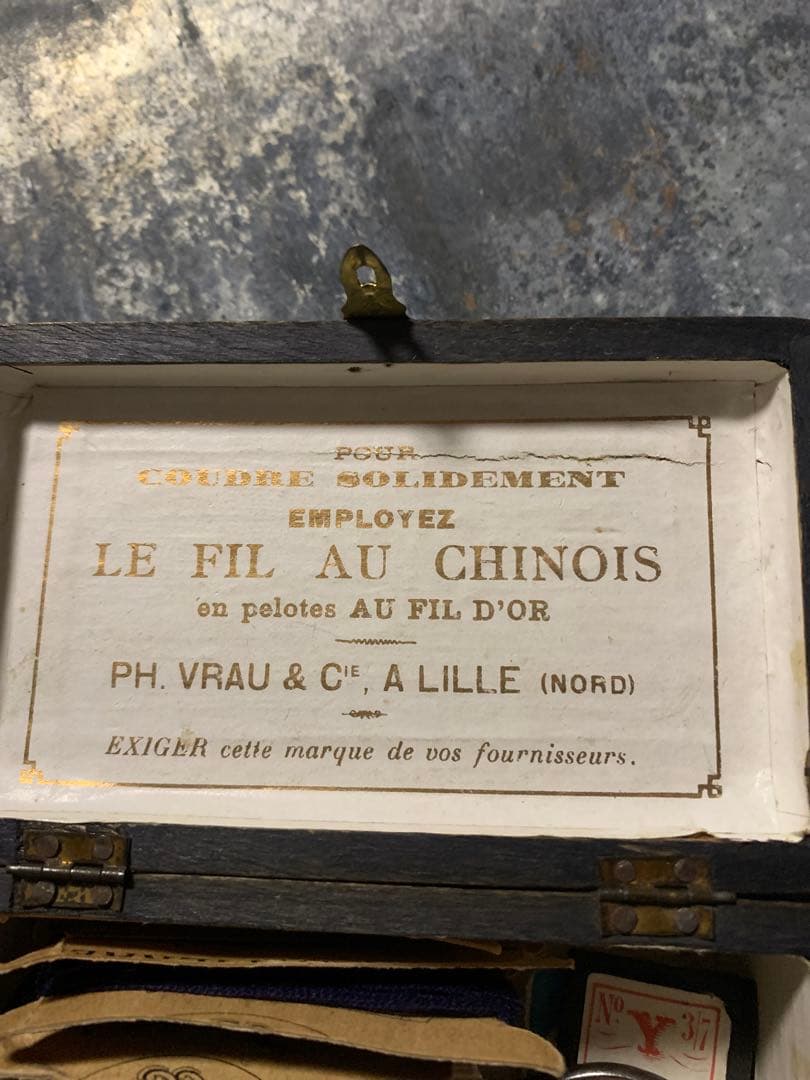 POUR
COUDRE SOLIDEMENT
EMPLOYEZ
LE FIL AU CHINOIS
en pelotes AU FIL D'OR
PH. VRAU & CIE, A LILLE (NORD)
EXIGER cette marque de vos fournisseurs.
No Y 3/7